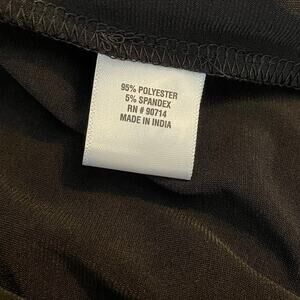 95% POLYESTER
5% SPANDEX
RN # 90714
MADE IN INDIA